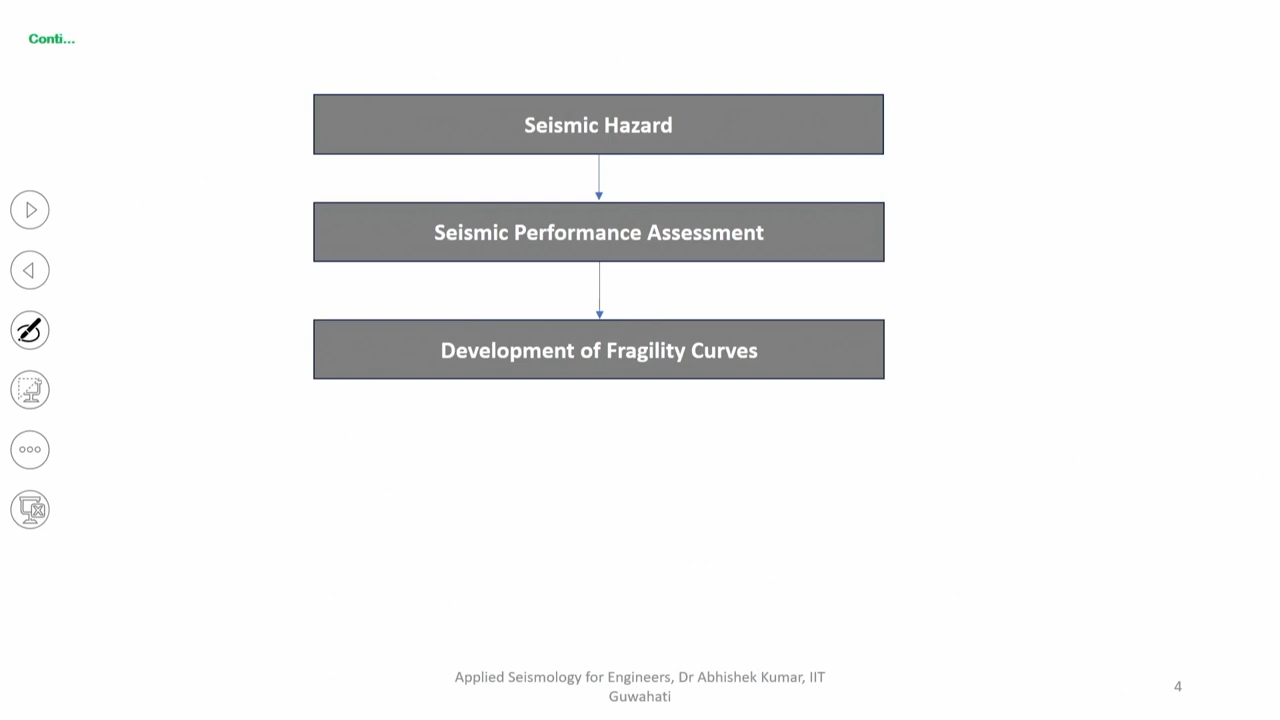 Conti...
Seismic Hazard
Seismic Performance Assessment
Development of Fragility Curves
Applied Seismology for Engineers, Dr Abhishek Kumar, IIT
Guwahati
4